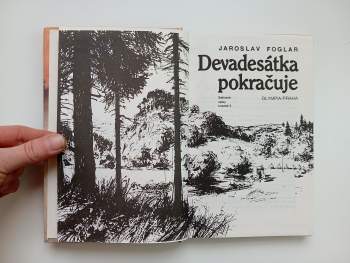 JAROSLAV FOGLAR
Devadesátka
pokračuje
OLYMPIA PRAHA